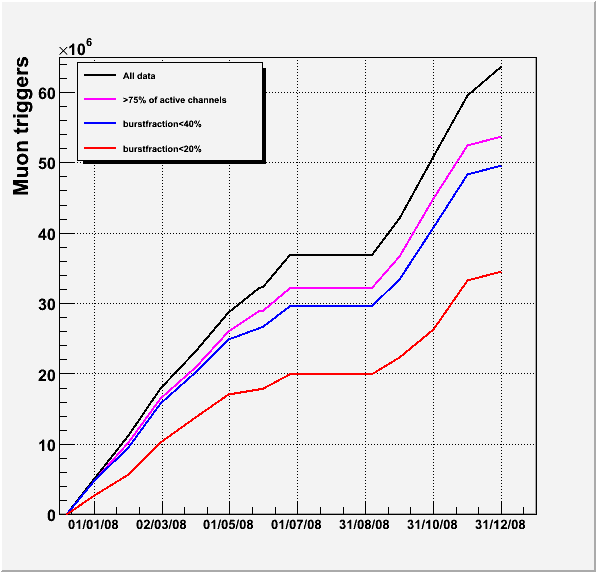 ×10⁶
Muon triggers
All data
>75% of active channels
burstfraction<40%
burstfraction<20%
60
50
40
30
20
10
0
01/01/08 02/03/08 01/05/08 01/07/08 31/08/08 31/10/08 31/12/08